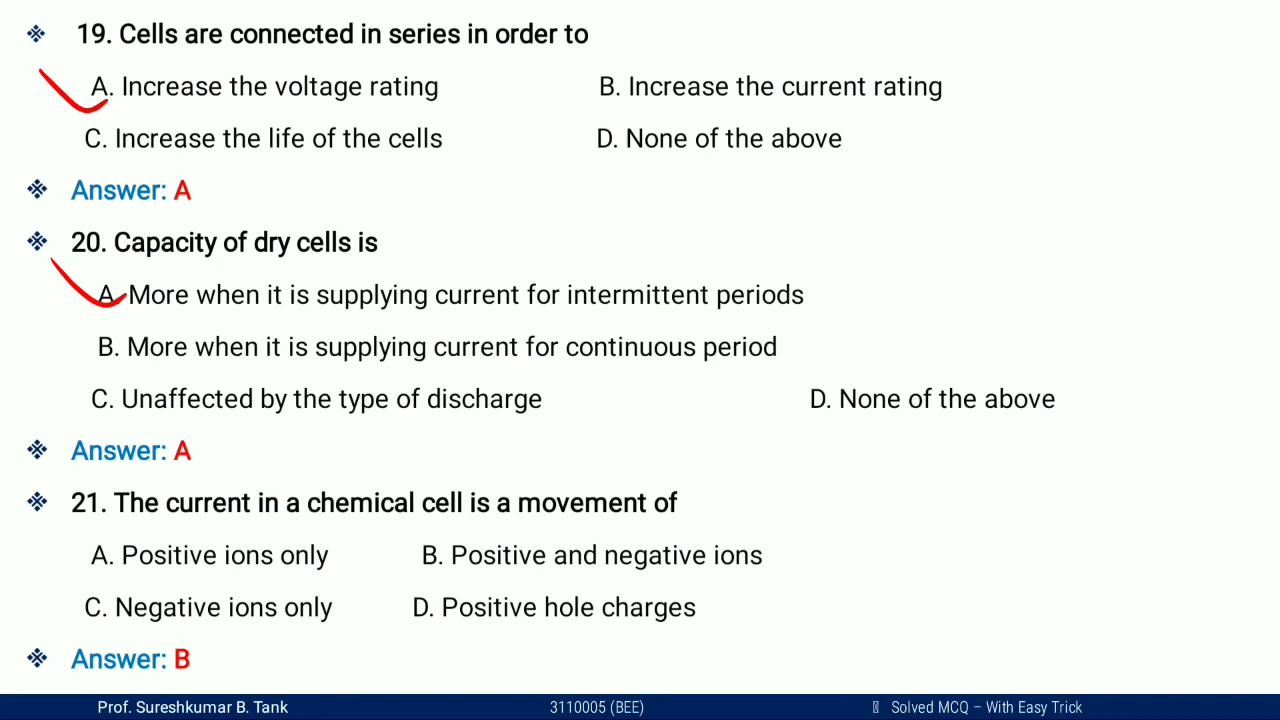 19. Cells are connected in series in order to
A. Increase the voltage rating B. Increase the current rating
C. Increase the life of the cells D. None of the above
Answer: A
20. Capacity of dry cells is
A. More when it is supplying current for intermittent periods
B. More when it is supplying current for continuous period
C. Unaffected by the type of discharge D. None of the above
Answer: A
21. The current in a chemical cell is a movement of
A. Positive ions only B. Positive and negative ions
C. Negative ions only D. Positive hole charges
Answer: B
Prof. Sureshkumar B. Tank 3110005 (BEE) Solved MCQ – With Easy Trick